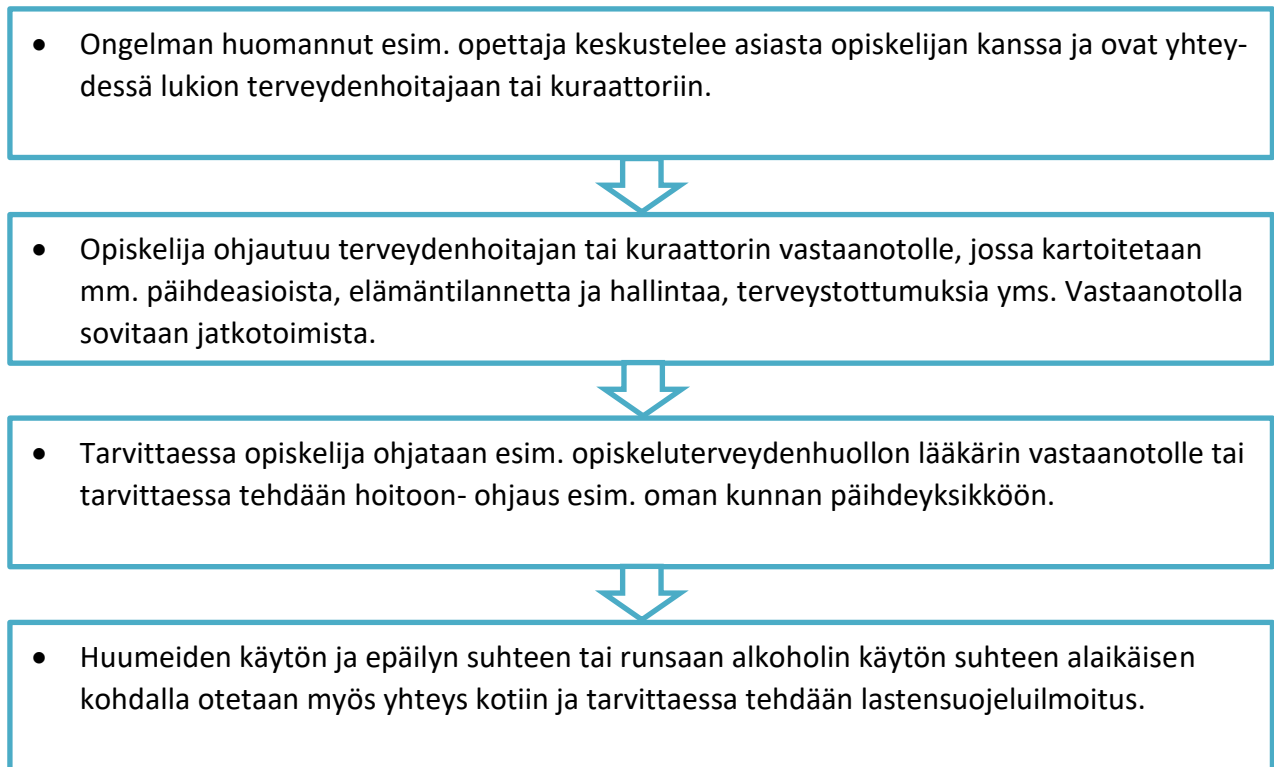 • Ongelman huomannut esim. opettaja keskustelee asiasta opiskelijan kanssa ja ovat yhtey-
dessä lukion terveydenhoitajaan tai kuraattoriin.
• Opiskelija ohjautuu terveydenhoitajan tai kuraattorin vastaanotolle, jossa kartoitetaan
mm. päihdeasioista, elämäntilannetta ja hallintaa, terveystottumuksia yms. Vastaanotolla
sovitaan jatkotoimista.
• Tarvittaessa opiskelija ohjataan esim. opiskeluterveydenhuollon lääkärin vastaanotolle tai
tarvittaessa tehdään hoitoon- ohjaus esim. oman kunnan päihdeyksikköön.
• Huumeiden käytön ja epäilyn suhteen tai runsaan alkoholin käytön suhteen alaikäisen
kohdalla otetaan myös yhteys kotiin ja tarvittaessa tehdään lastensuojeluilmoitus.